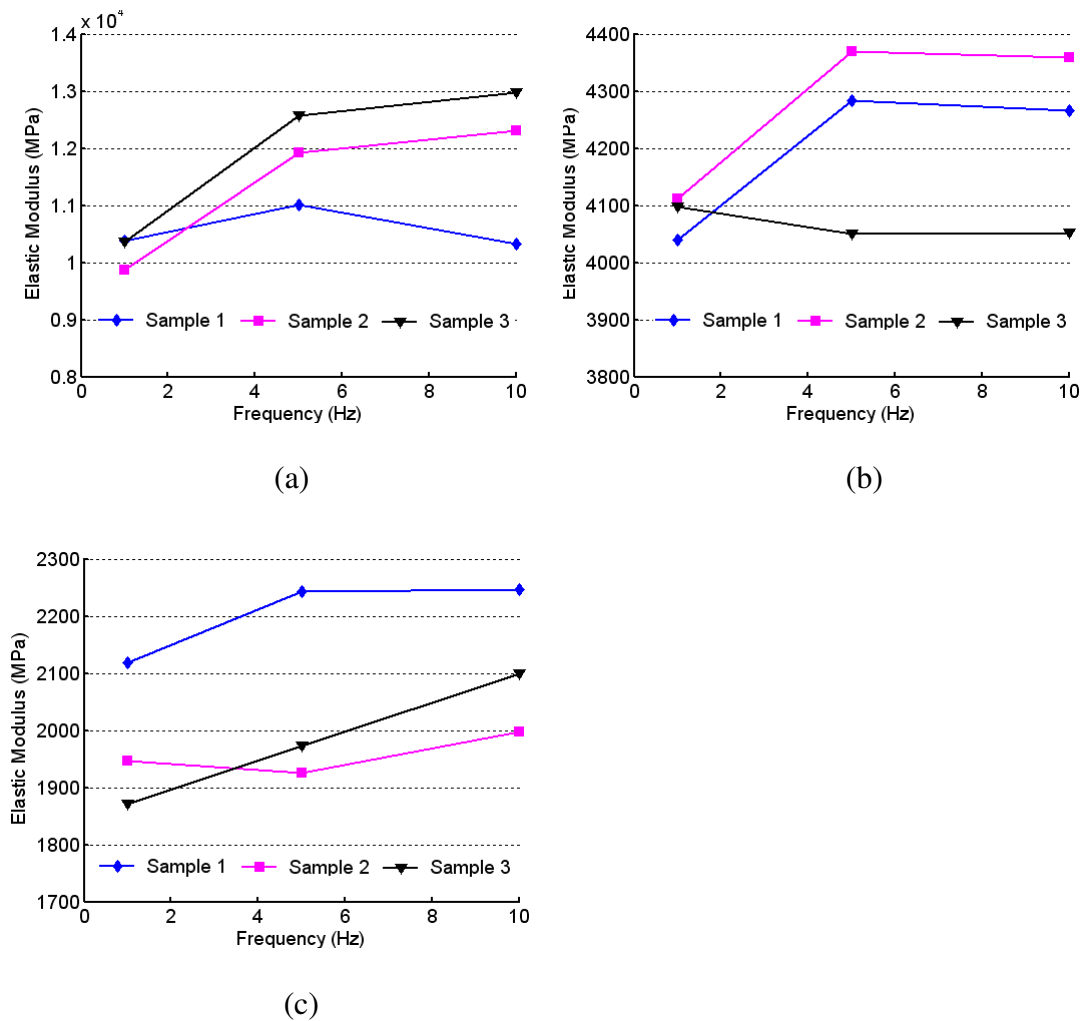 x 10⁴
1.4
1.3
1.2
1.1
1
0.9
0.8
Elastic Modulus (MPa)
Sample 1 Sample 2 Sample 3
0 2 4 6 8 10
Frequency (Hz)
(a)
4400
4300
4200
4100
4000
3900
3800
Elastic Modulus (MPa)
Sample 1 Sample 2 Sample 3
0 2 4 6 8 10
Frequency (Hz)
(b)
2300
2200
2100
2000
1900
1800
1700
Elastic Modulus (MPa)
Sample 1 Sample 2 Sample 3
0 2 4 6 8 10
Frequency (Hz)
(c)